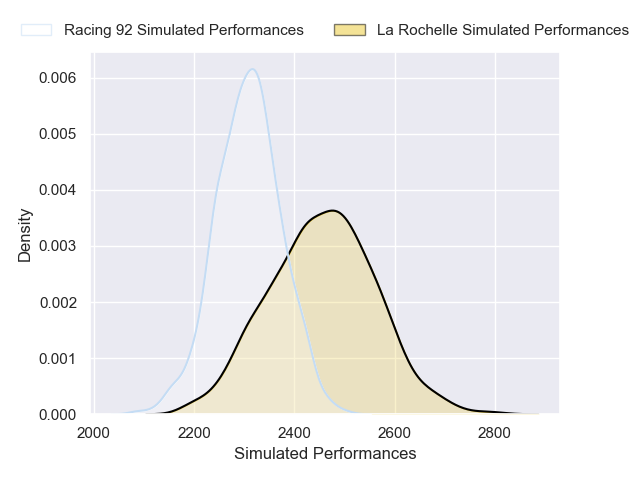 Racing 92 Simulated Performances
La Rochelle Simulated Performances
0.006
0.005
0.004
0.003
0.002
0.001
0.000
Density
2000 2200 2400 2600 2800
Simulated Performances